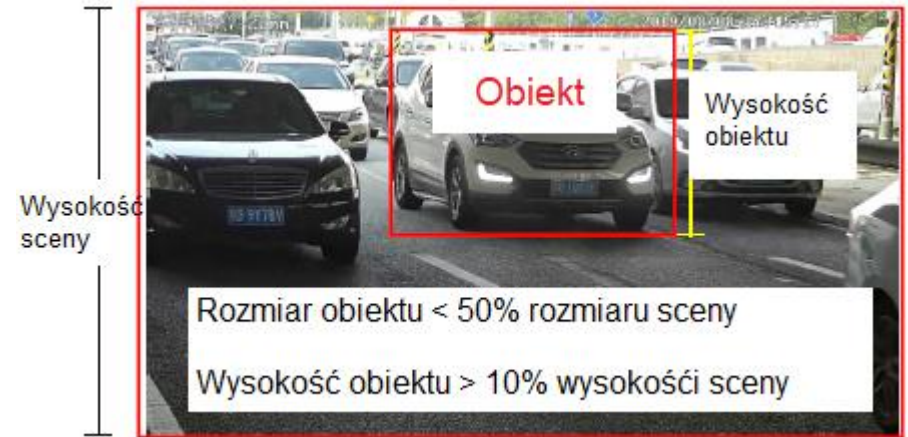 Obiekt
Wysokość
obiektu
Wysokość
sceny
Rozmiar obiektu < 50% rozmiaru sceny
Wysokość obiektu > 10% wysokośći sceny